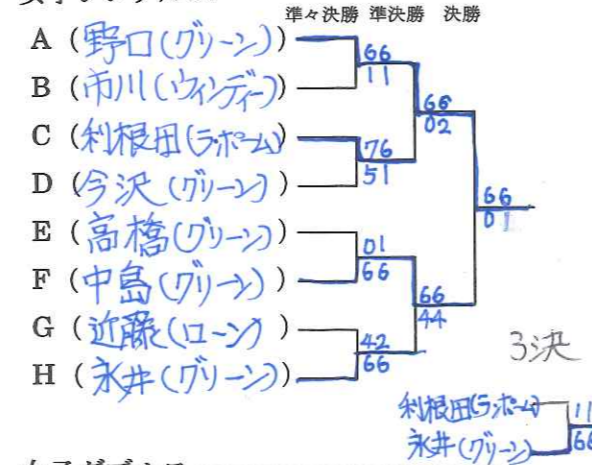 準々決勝 準決勝 決勝
A (野口(グリーン))
66
11
B (市川(ウィンディー))
66
02
C (利根田(ラ・ポーム))
76
51
D (今沢(グリーン))
66
01
E (高橋(グリーン))
01
66
F (中島(グリーン))
66
44
G (近藤(ローン))
42
66
H (永井(グリーン))
3決
利根田(ラ・ポーム)
11
永井(グリーン)
66